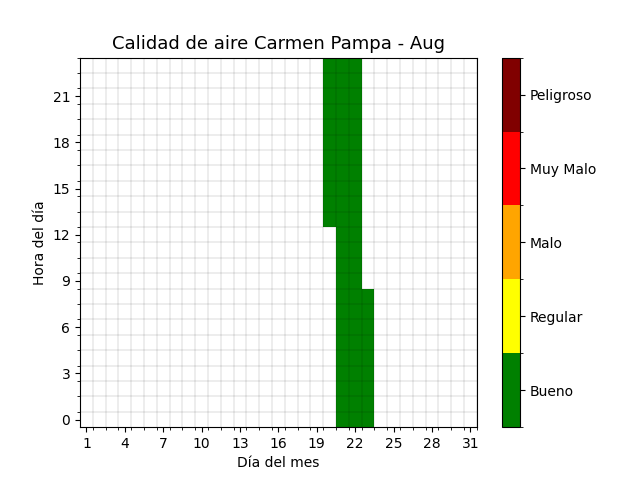 Calidad de aire Carmen Pampa - Aug
Hora del día
21
18
15
12
9
6
3
0
1 4 7 10 13 16 19 22 25 28 31
Día del mes
Peligroso
Muy Malo
Malo
Regular
Bueno